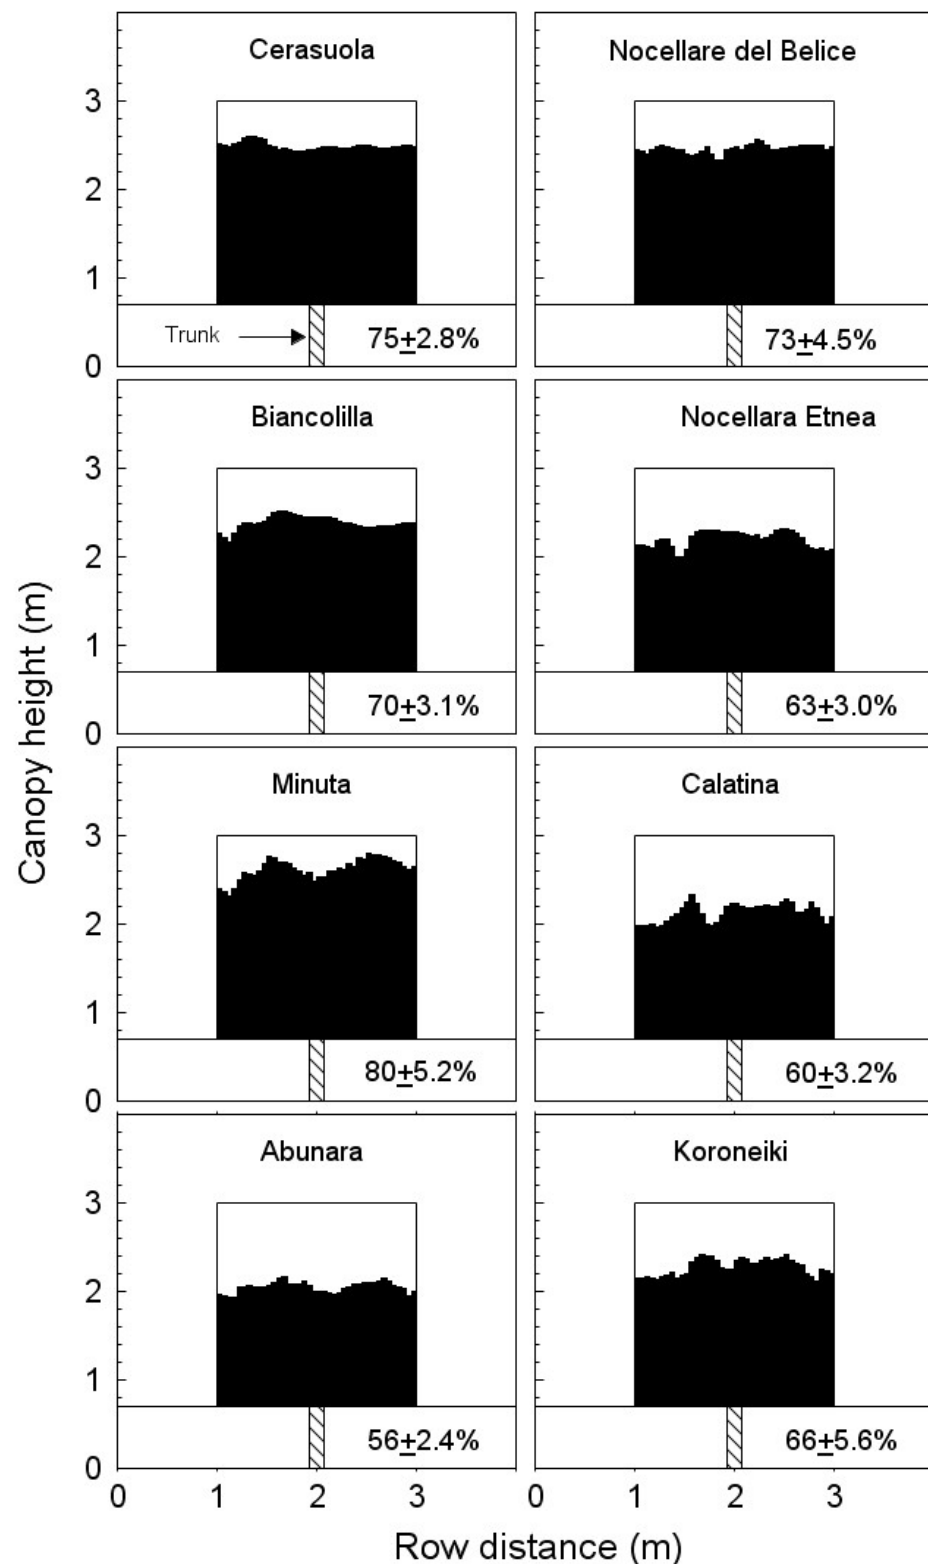 Canopy height (m)
Cerasuola
3
2
1
0
Trunk
75±2.8%
Nocellare del Belice
73±4.5%
Biancolilla
3
2
1
0
70±3.1%
Nocellara Etnea
63±3.0%
Minuta
3
2
1
0
80±5.2%
Calatina
60±3.2%
Abunara
3
2
1
0
56±2.4%
Koroneiki
66±5.6%
0 1 2 3 0 1 2 3
Row distance (m)